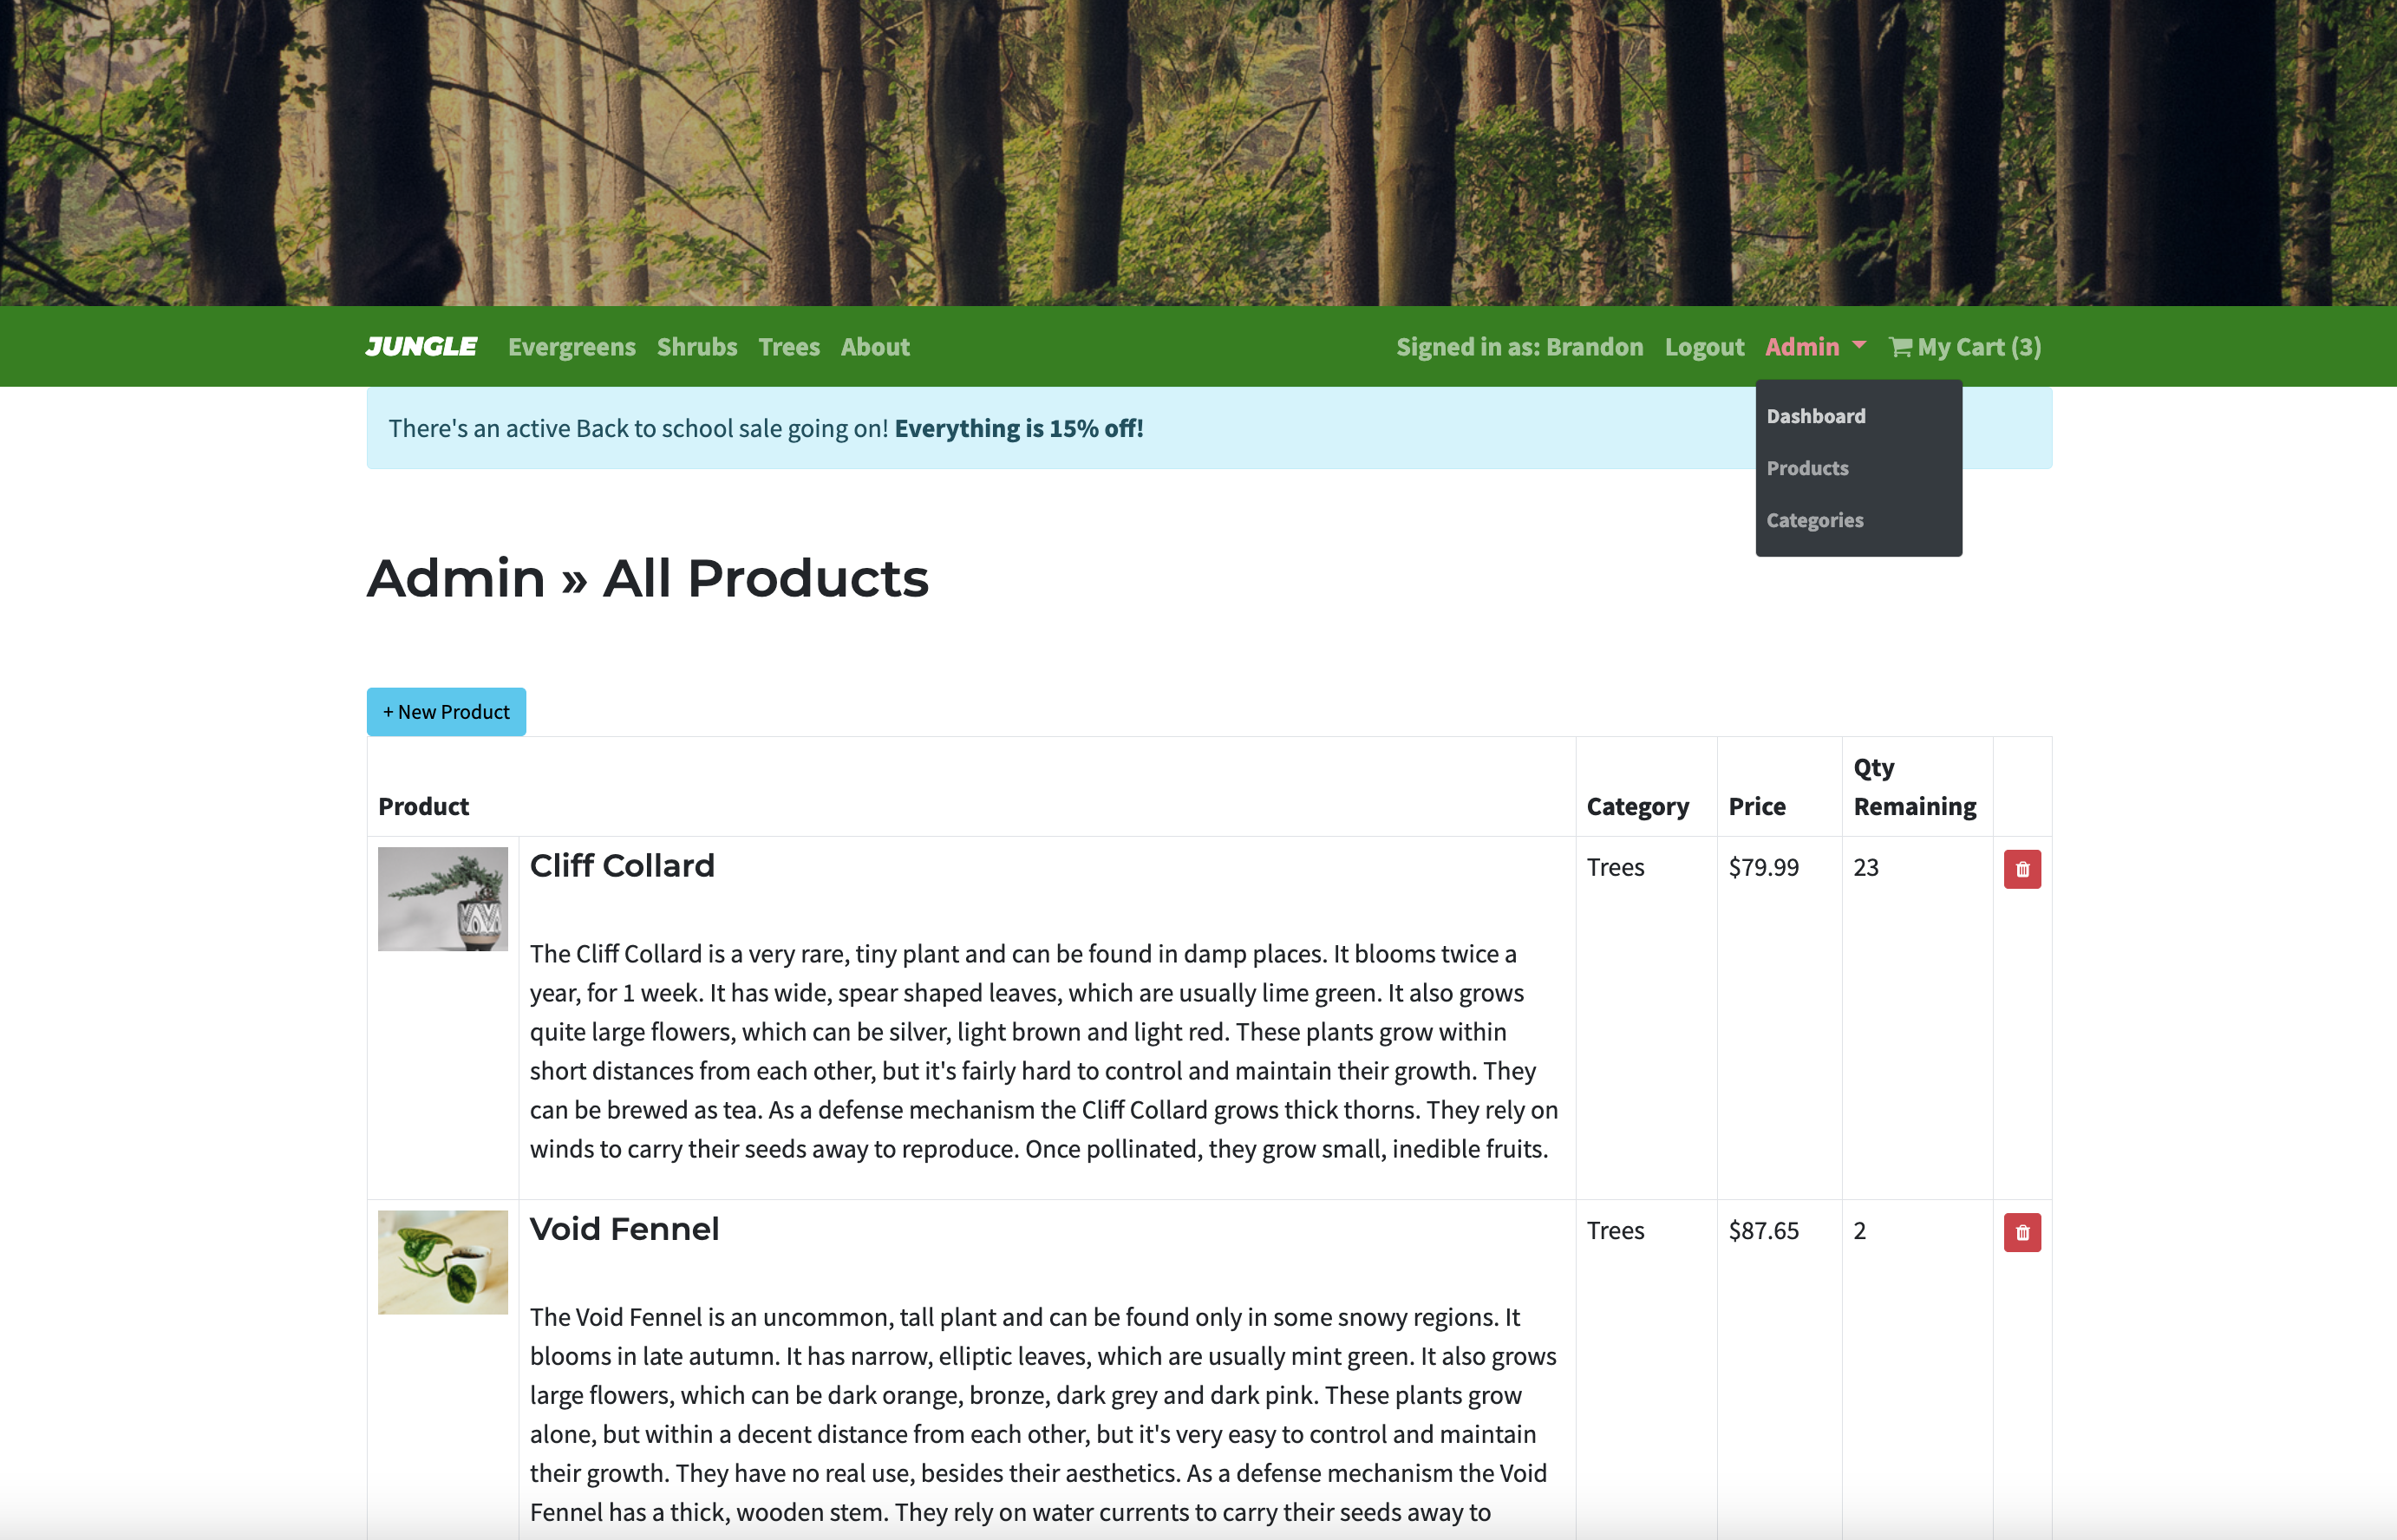 JUNGLE Evergreens Shrubs Trees About Signed in as: Brandon Logout Admin My Cart (3)
There's an active Back to school sale going on! Everything is 15% off!
Dashboard
Products
Categories
Admin » All Products
+ New Product
Product Category Price Qty Remaining
Cliff Collard Trees $79.99 23
The Cliff Collard is a very rare, tiny plant and can be found in damp places. It blooms twice a
year, for 1 week. It has wide, spear shaped leaves, which are usually lime green. It also grows
quite large flowers, which can be silver, light brown and light red. These plants grow within
short distances from each other, but it's fairly hard to control and maintain their growth. They
can be brewed as tea. As a defense mechanism the Cliff Collard grows thick thorns. They rely on
winds to carry their seeds away to reproduce. Once pollinated, they grow small, inedible fruits.
Void Fennel Trees $87.65 2
The Void Fennel is an uncommon, tall plant and can be found only in some snowy regions. It
blooms in late autumn. It has narrow, elliptic leaves, which are usually mint green. It also grows
large flowers, which can be dark orange, bronze, dark grey and dark pink. These plants grow
alone, but within a decent distance from each other, but it's very easy to control and maintain
their growth. They have no real use, besides their aesthetics. As a defense mechanism the Void
Fennel has a thick, wooden stem. They rely on water currents to carry their seeds away to